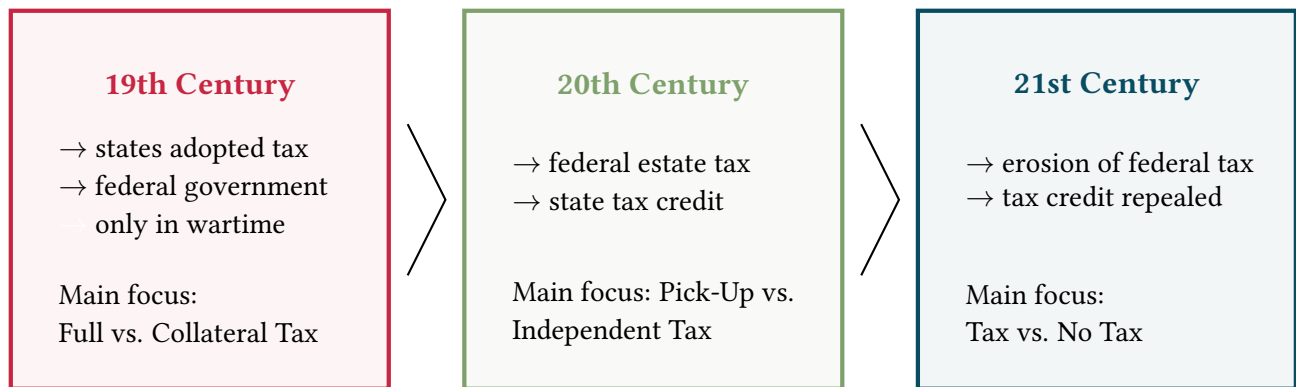 19th Century
→ states adopted tax
→ federal government
→ only in wartime
Main focus:
Full vs. Collateral Tax
20th Century
→ federal estate tax
→ state tax credit
Main focus: Pick-Up vs.
Independent Tax
21st Century
→ erosion of federal tax
→ tax credit repealed
Main focus:
Tax vs. No Tax